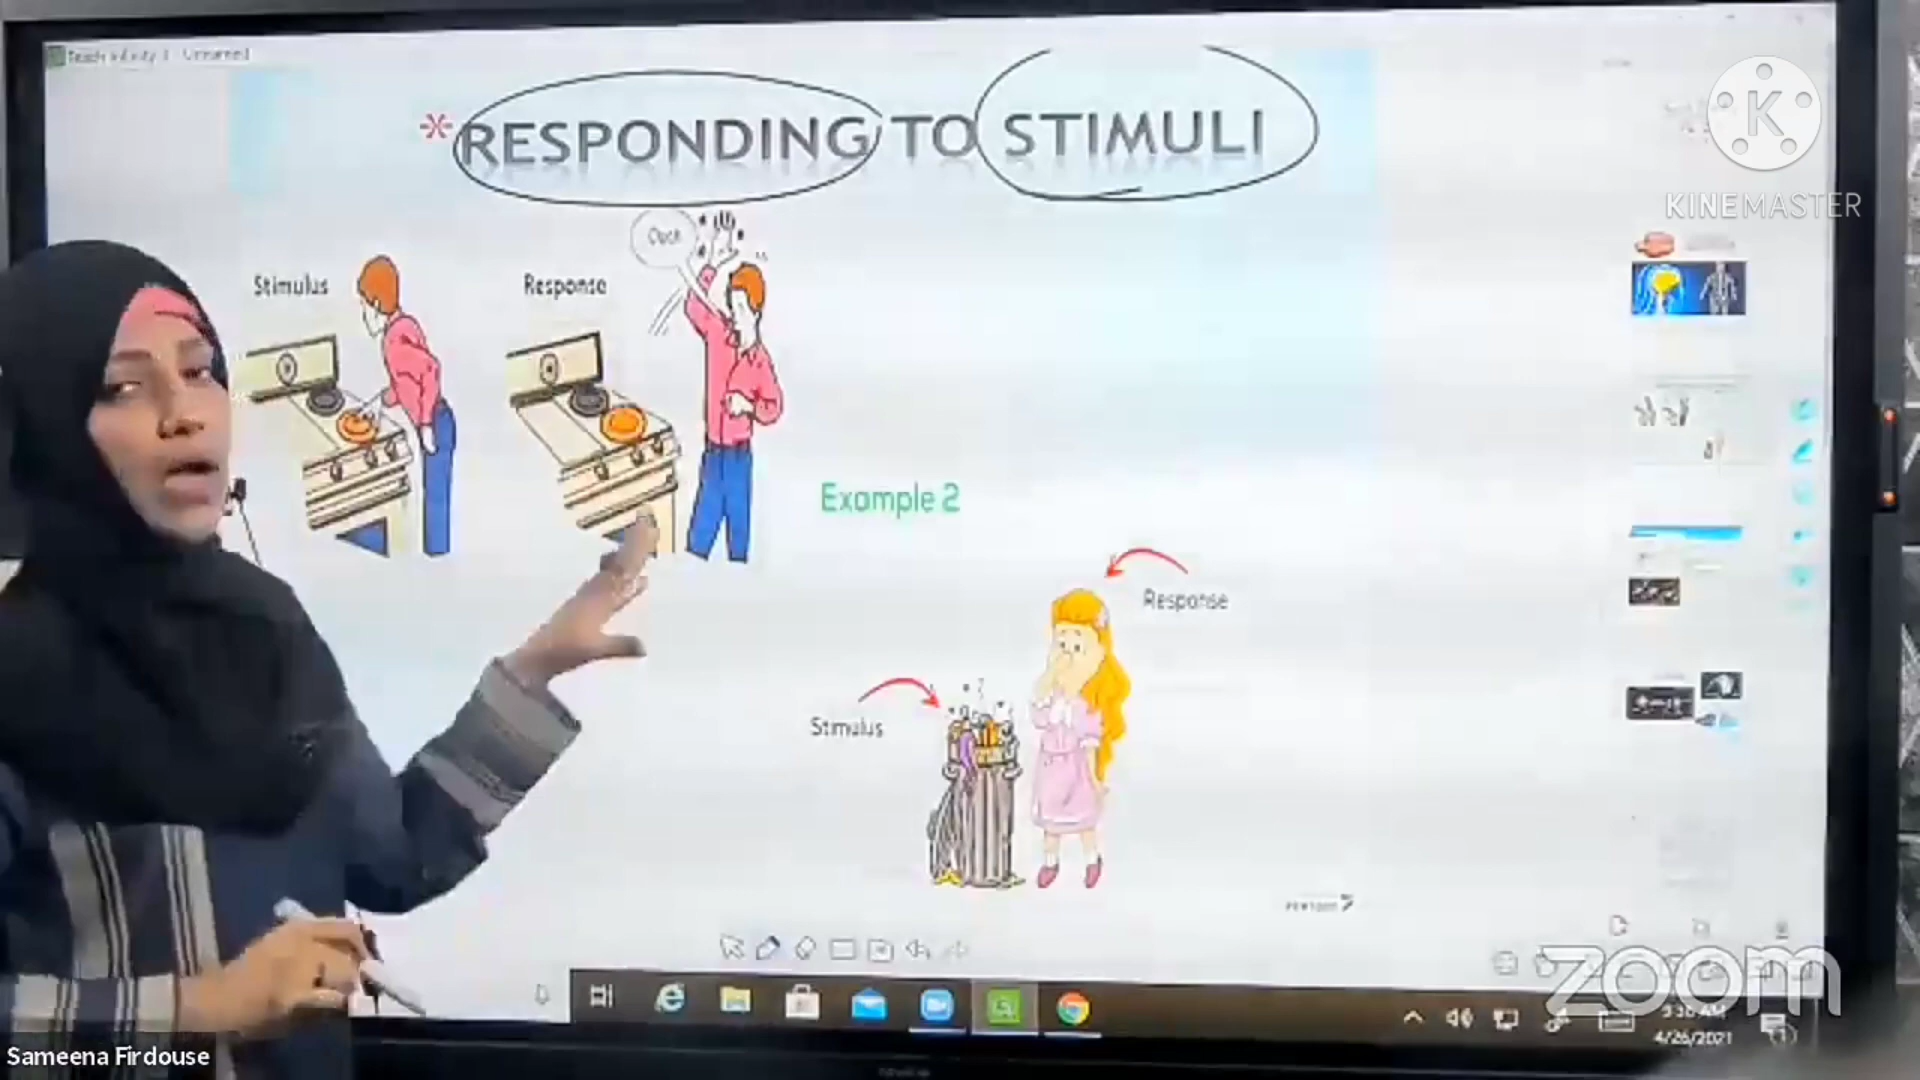 * RESPONDING TO STIMULI
KINEMASTER
Stimulus
Response
Ouch
Example 2
Response
Stimulus
zoom
4/26/2021
Sameena Firdouse